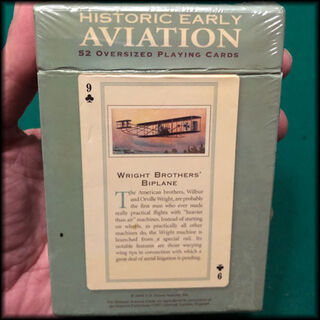 HISTORIC EARLY
AVIATION
52 OVERSIZED PLAYING CARDS
9
WRIGHT BROTHERS'
BIPLANE
The American brothers, Wilbur
and Orville Wright, are probably
the first men who ever made
really practical flights with "heavier
than air" machines. Instead of starting
on wheels, as practically all other
machines do, the Wright machine is
launched from a special rail. Its
notable features are those warping
wing tips in connection with which a
great deal of aerial litigation is pending.
9